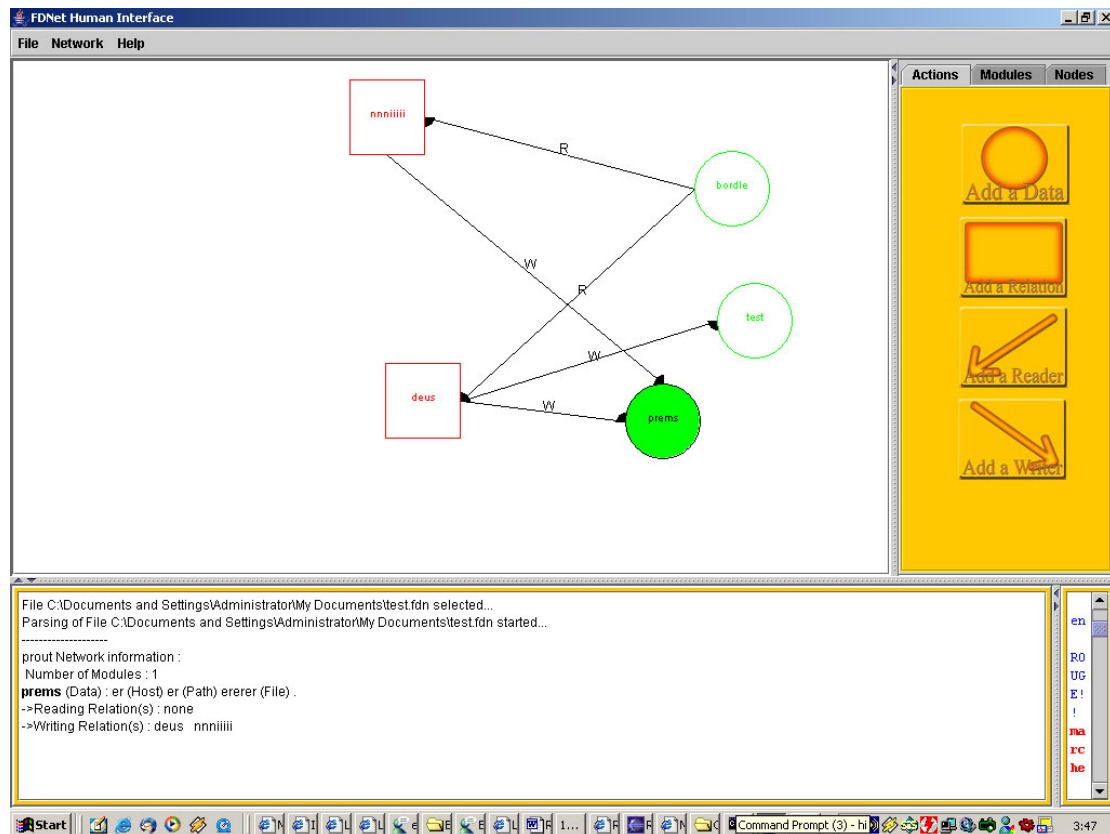 FDNet Human Interface
File Network Help
Actions Modules Nodes
nnniiiii
R
bordle
Add a Data
W
R
Add a Relation
test
W
Add a Reader
deus
W
prems
Add a Writer
File C:\Documents and Settings\Administrator\My Documents\test.fdn selected...
Parsing of File C:\Documents and Settings\Administrator\My Documents\test.fdn started...
--------------------
prout Network information :
Number of Modules : 1
prems (Data) : er (Host) er (Path) ererer (File) .
->Reading Relation(s) : none
->Writing Relation(s) : deus nnniiiii
en
RO
UG
E!
!
ma
rc
he
Start
1...
Command Prompt (3) - hi
3:47